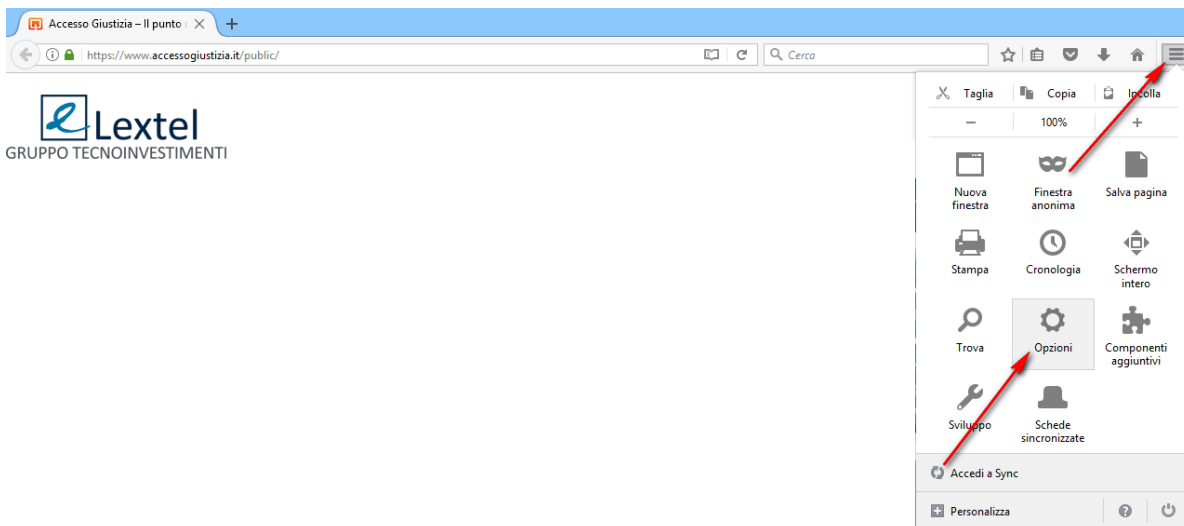 Accesso Giustizia – Il punto
https://www.accessogiustizia.it/public/
Cerca
Lextel
GRUPPO TECNOINVESTIMENTI
Taglia
Copia
Incolla
100%
Nuova
finestra
Finestra
anonima
Salva pagina
Stampa
Cronologia
Schermo
intero
Trova
Opzioni
Componenti
aggiuntivi
Sviluppo
Schede
sincronizzate
Accedi a Sync
Personalizza